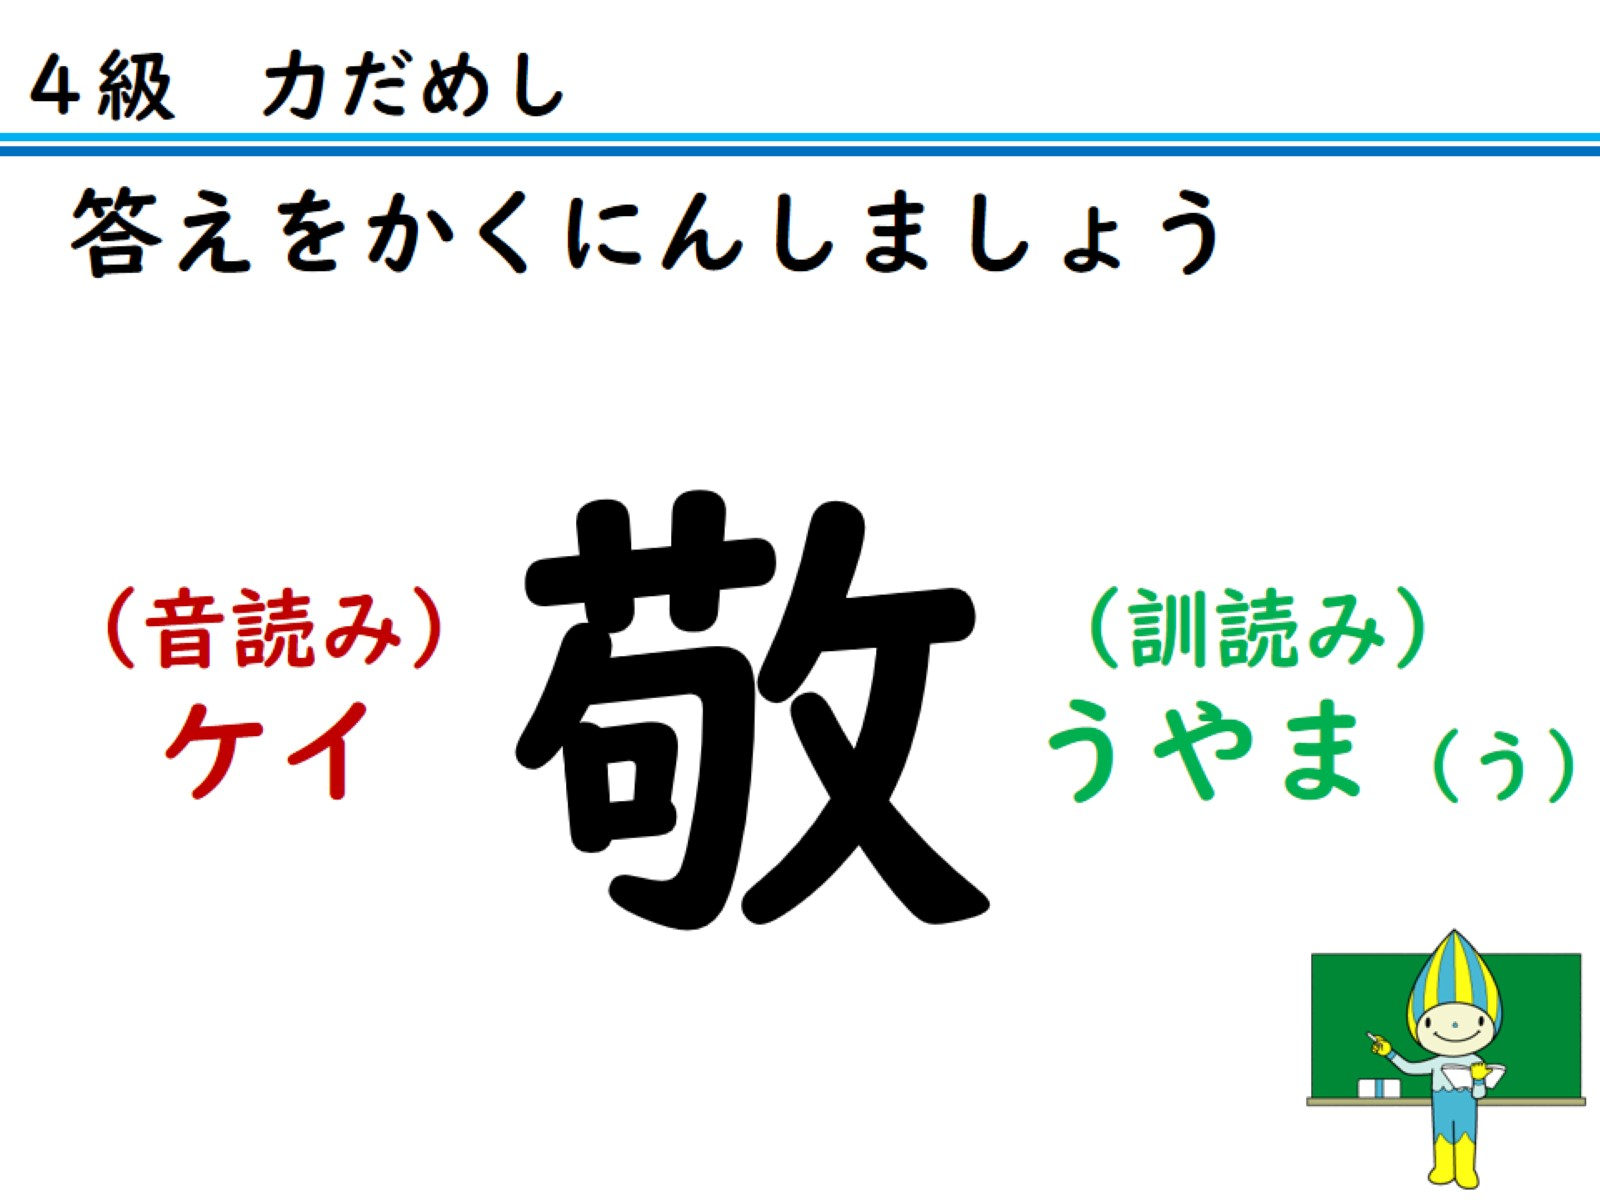 ４級　力だめし
答えをかくにんしましょう
（音読み）
ケイ
敬
（訓読み）
うやま（う）